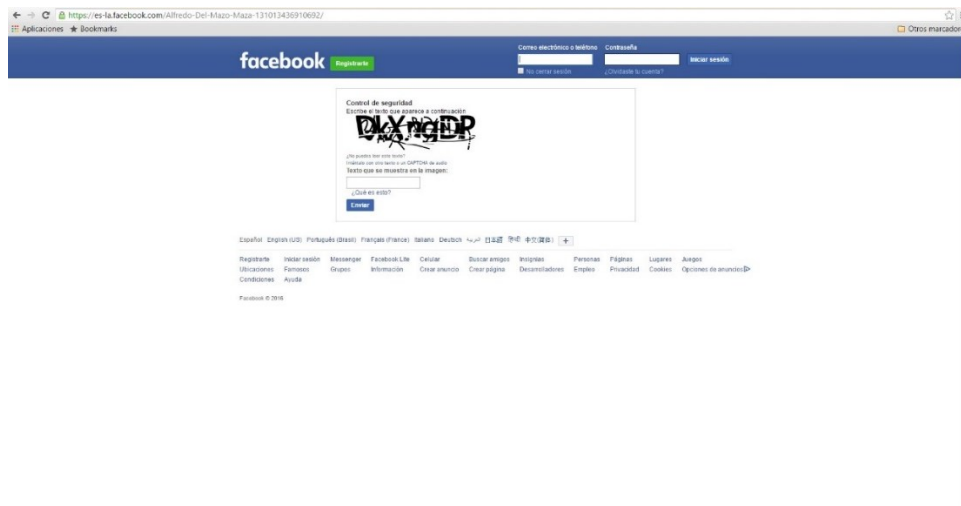 https://es-la.facebook.com/Alfredo-Del-Mazo-Maza-131013436910692/
Aplicaciones Bookmarks Otros marcador
facebook Registrarte
Correo electrónico o teléfono Contraseña
Iniciar sesión
No cerrar sesión ¿Olvidaste tu cuenta?
Control de seguridad
Escribe el texto que aparece a continuación
¿No puedes leer este texto?
Inténtalo con otro texto o un CAPTCHA de audio
Texto que se muestra en la imagen:
¿Qué es esto?
Enviar
Español English (US) Português (Brasil) Français (France) Italiano Deutsch العربية 日本語 हिन्दी 中文(简体) +
Registrarte Iniciar sesión Messenger Facebook Lite Celular Buscar amigos Insignias Personas Páginas Lugares Juegos
Ubicaciones Famosos Grupos Información Crear anuncio Crear página Desarrolladores Empleo Privacidad Cookies Opciones de anuncios
Condiciones Ayuda
Facebook © 2016